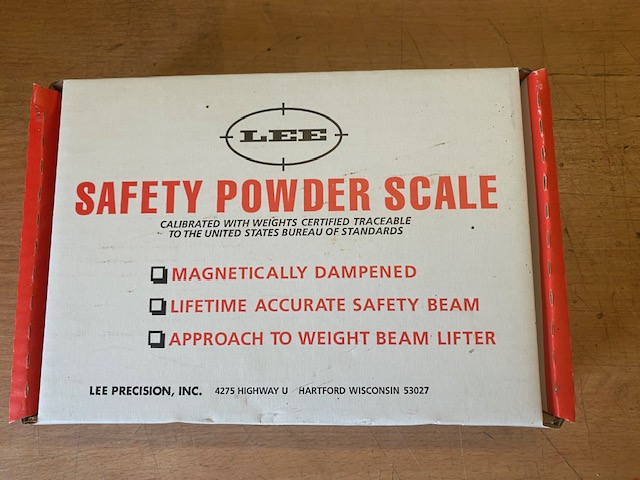 LEE
SAFETY POWDER SCALE
CALIBRATED WITH WEIGHTS CERTIFIED TRACEABLE
TO THE UNITED STATES BUREAU OF STANDARDS
MAGNETICALLY DAMPENED
LIFETIME ACCURATE SAFETY BEAM
APPROACH TO WEIGHT BEAM LIFTER
LEE PRECISION, INC. 4275 HIGHWAY U HARTFORD WISCONSIN 53027